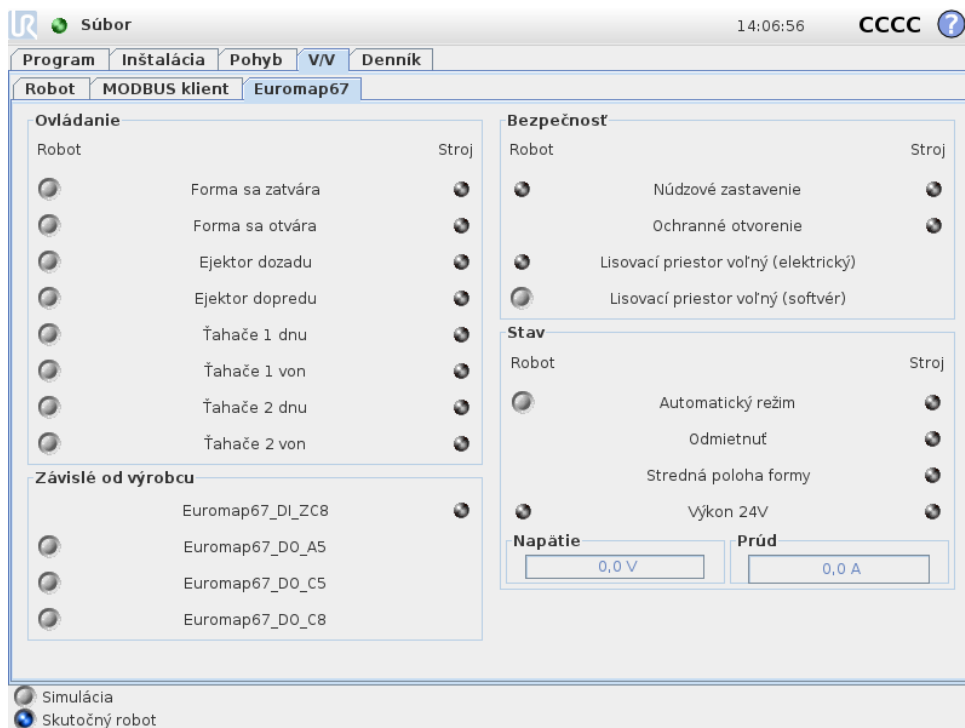 UR Súbor 14:06:56 CCCC ?
Program Inštalácia Pohyb V/V Denník
Robot MODBUS klient Euromap67
Ovládanie
Robot Stroj
Forma sa zatvára
Forma sa otvára
Ejektor dozadu
Ejektor dopredu
Ťahače 1 dnu
Ťahače 1 von
Ťahače 2 dnu
Ťahače 2 von
Závislé od výrobcu
Euromap67_DI_ZC8
Euromap67_DO_A5
Euromap67_DO_C5
Euromap67_DO_C8
Bezpečnosť
Robot Stroj
Núdzové zastavenie
Ochranné otvorenie
Lisovací priestor voľný (elektrický)
Lisovací priestor voľný (softvér)
Stav
Robot Stroj
Automatický režim
Odmietnuť
Stredná poloha formy
Výkon 24V
Napätie Prúd
0,0 V 0,0 A
Simulácia
Skutočný robot